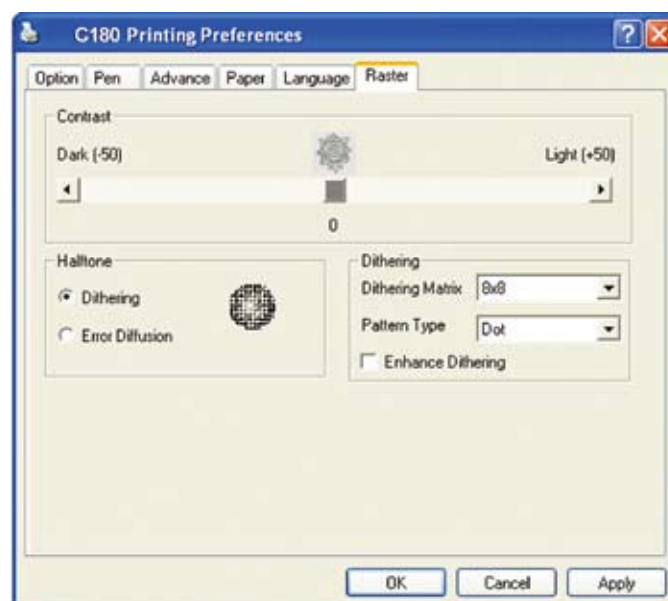 C180 Printing Preferences
Option Pen Advance Paper Language Raster
Contrast
Dark (-50) Light (+50)
0
Halftone
Dithering
Error Diffusion
Dithering
Dithering Matrix 8x8
Pattern Type Dot
Enhance Dithering
OK Cancel Apply